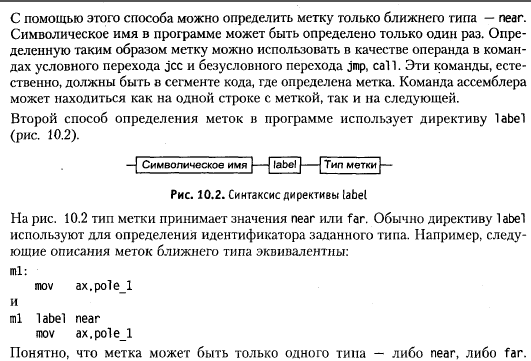 С помощью этого способа можно определить метку только ближнего типа — near.
Символическое имя в программе может быть определено только один раз. Опре-
деленную таким образом метку можно использовать в качестве операнда в коман-
дах условного перехода jcc и безусловного перехода jmp, call. Эти команды, есте-
ственно, должны быть в сегменте кода, где определена метка. Команда ассемблера
может находиться как на одной строке с меткой, так и на следующей.
Второй способ определения меток в программе использует директиву label
(рис. 10.2).
Символическое имя label Тип метки
Рис. 10.2. Синтаксис директивы label
На рис. 10.2 тип метки принимает значения near или far. Обычно директиву label
используют для определения идентификатора заданного типа. Например, следу-
ющие описания меток ближнего типа эквивалентны:
m1:
mov ax,pole_1
и
m1 label near
mov ax,pole_1
Понятно, что метка может быть только одного типа — либо near, либо far.